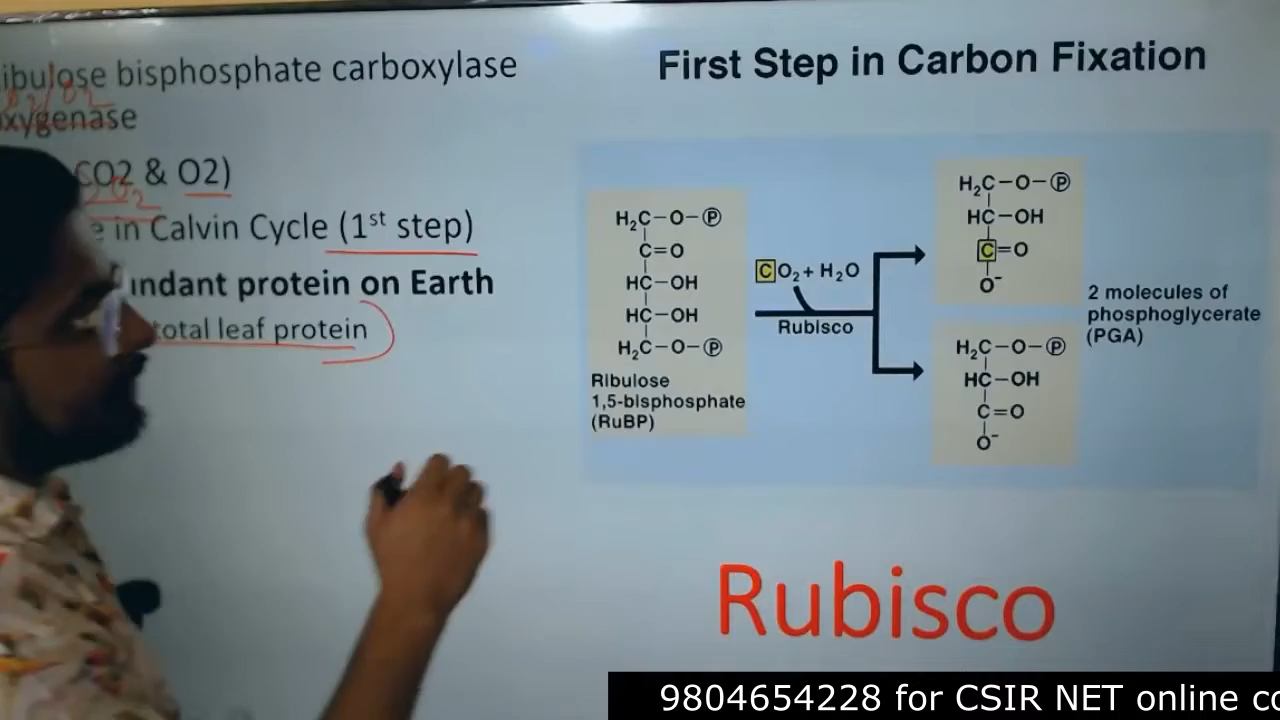 ibulose bisphosphate carboxylase
xygenase
CO2 & O2)
e in Calvin Cycle (1st step)
undant protein on Earth
total leaf protein
First Step in Carbon Fixation
H₂C-O-Ⓟ
C=O
HC-OH
HC-OH
H₂C-O-Ⓟ
Ribulose
1,5-bisphosphate
(RuBP)
CO₂ + H₂O
Rubisco
H₂C-O-Ⓟ
HC-OH
C=O
O⁻
H₂C-O-Ⓟ
HC-OH
C=O
O⁻
2 molecules of
phosphoglycerate
(PGA)
Rubisco
9804654228 for CSIR NET online co